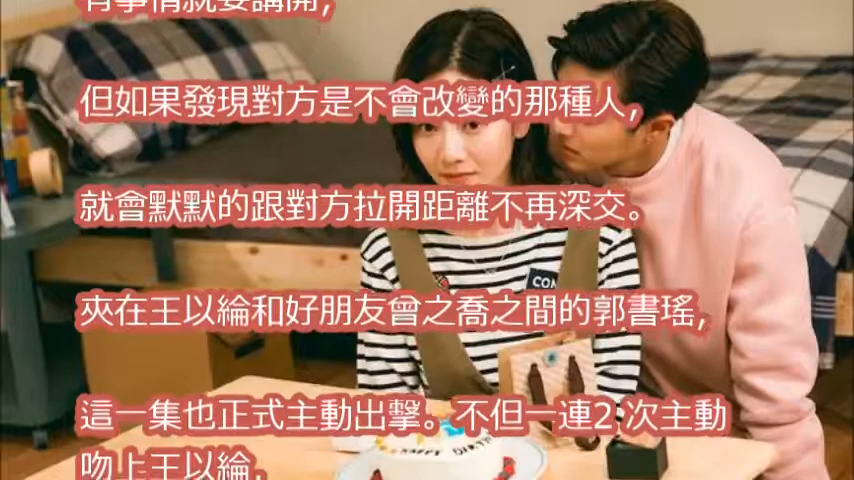 有事情就要講開，
但如果發現對方是不會改變的那種人，
就會默默的跟對方拉開距離不再深交。
夾在王以綸和好朋友曾之喬之間的郭書瑤，
這一集也正式主動出擊。不但一連2 次主動
吻上王以綸，
CON
HAPPY BIRTH